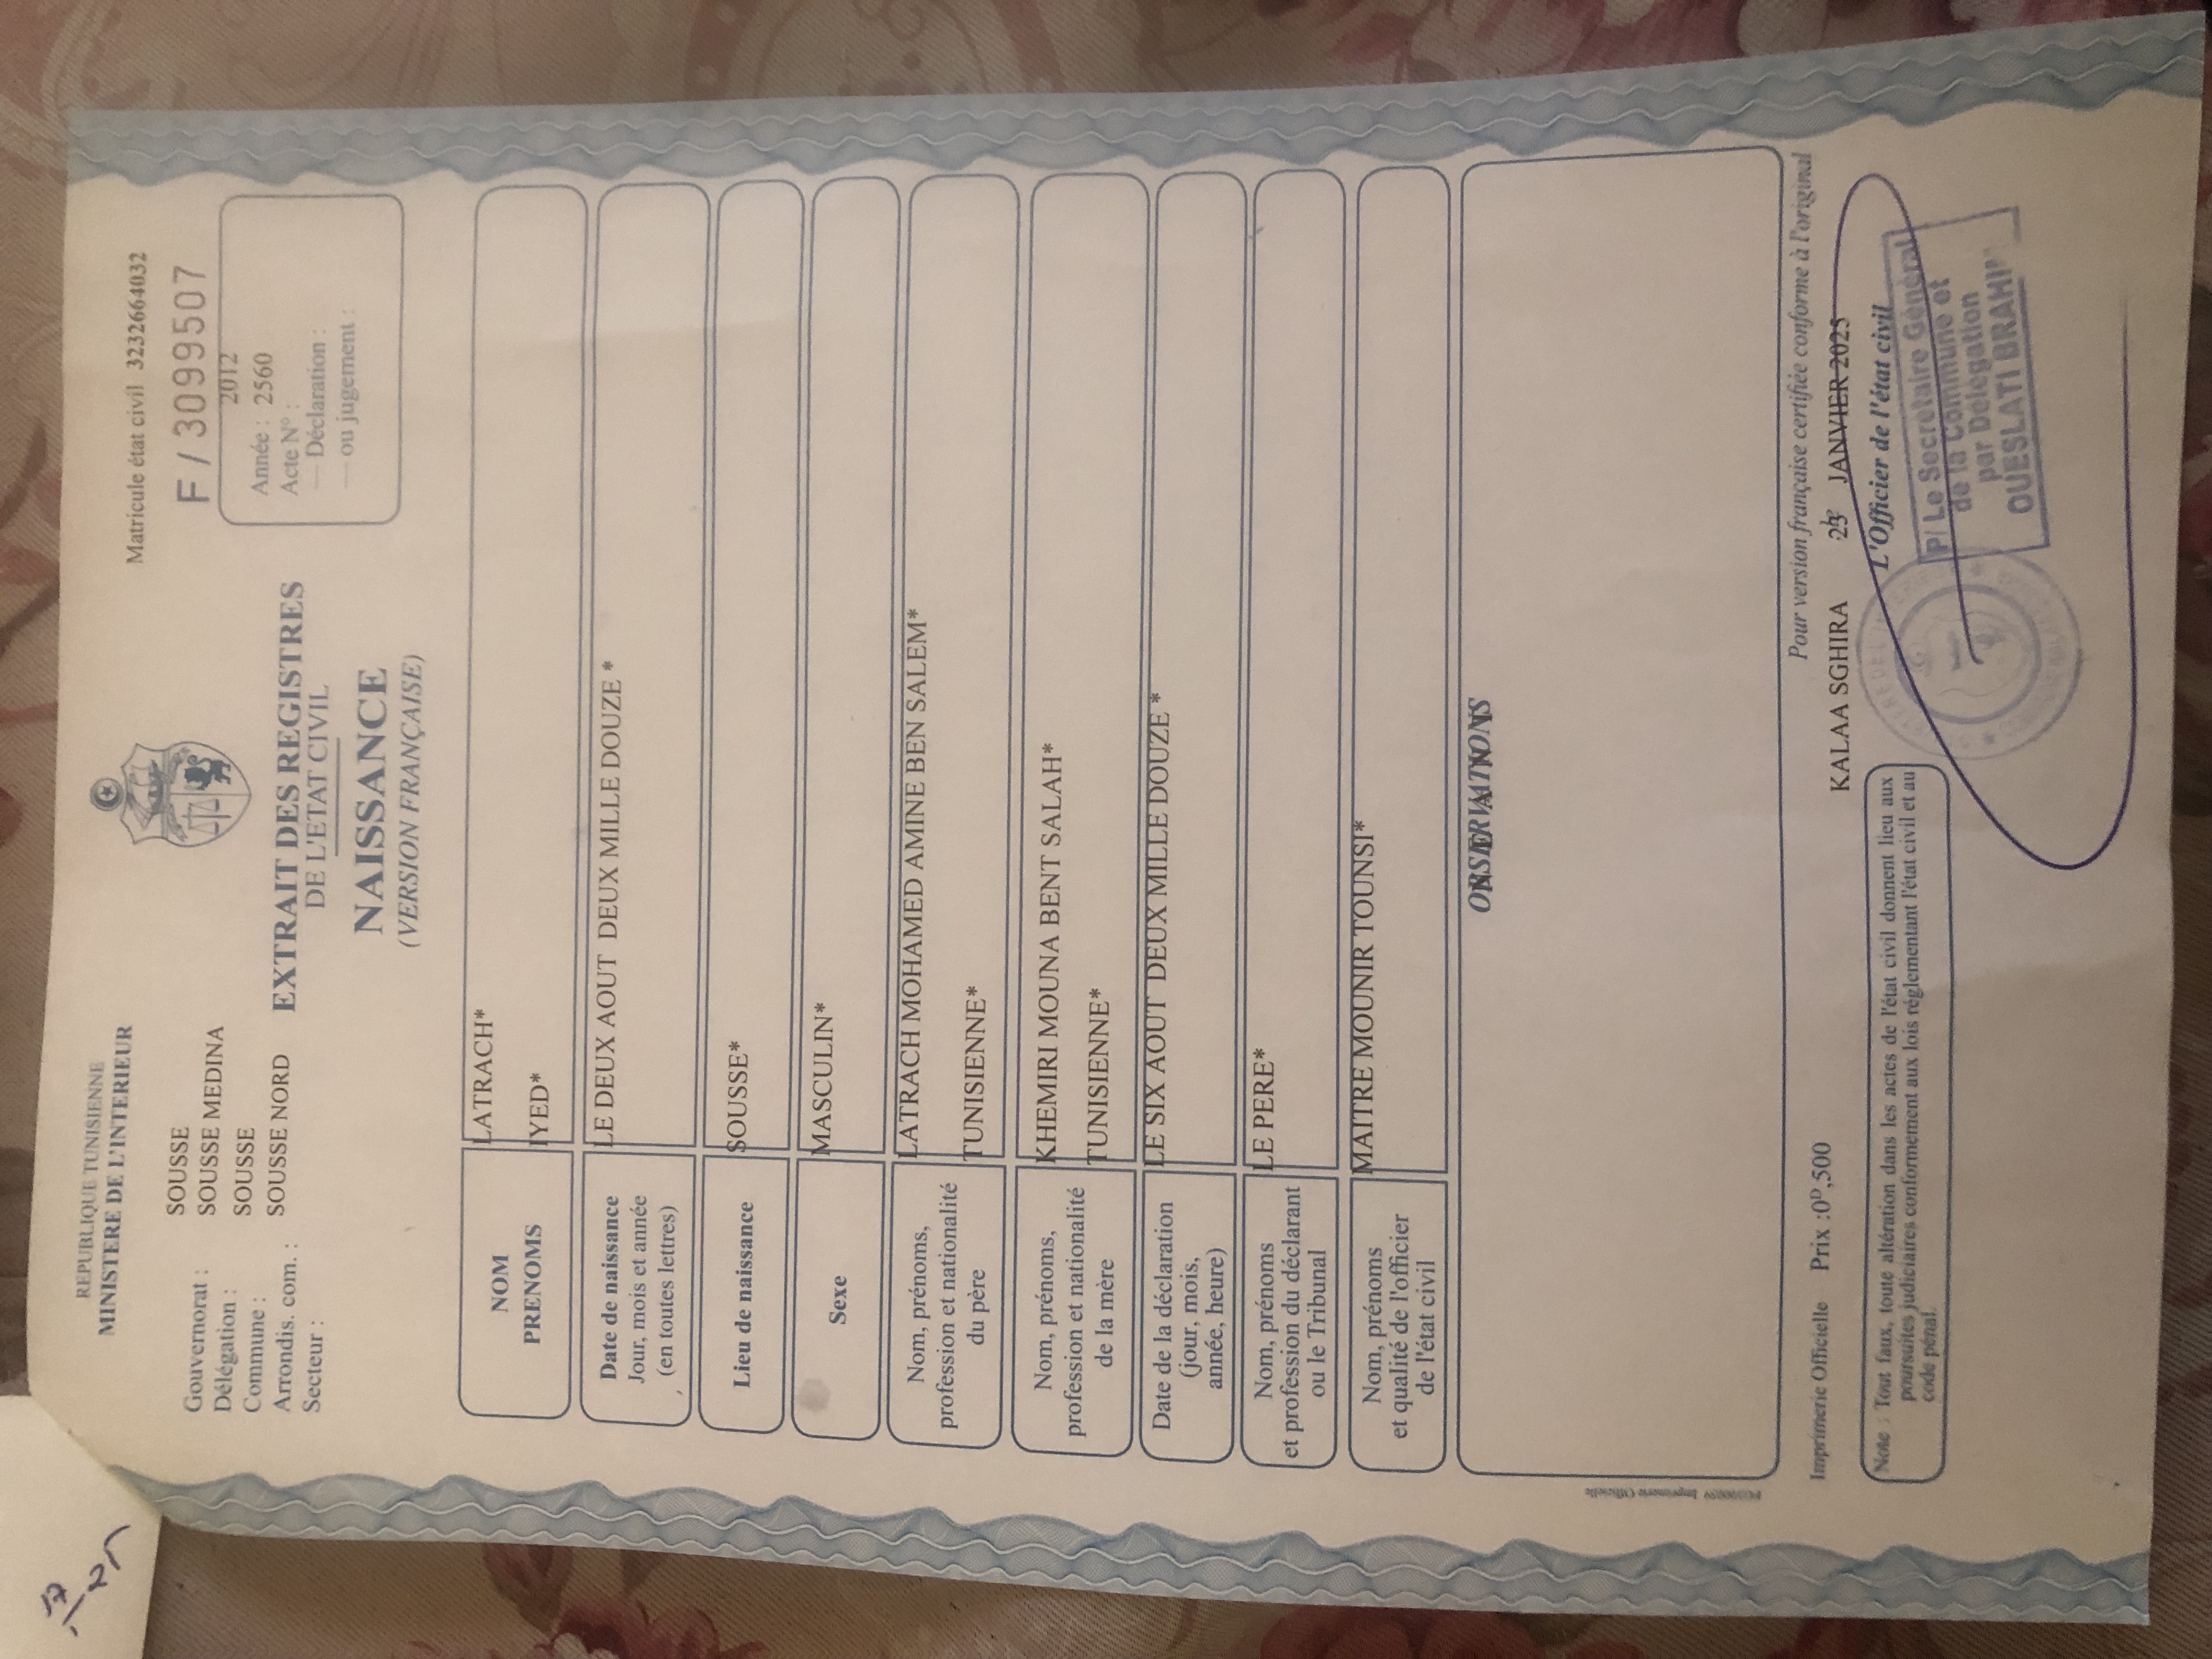 REPUBLIQUE TUNISIENNE
MINISTERE DE L'INTERIEUR
Matricule état civil 3232664032
F / 3099507
Gouvernorat : SOUSSE
Délégation : SOUSSE MEDINA
Commune : SOUSSE
Arrondis. com. : SOUSSE NORD
Secteur :
2012
Année : 2560
Acte N° :
— Déclaration :
— ou jugement :
EXTRAIT DES REGISTRES
DE L'ETAT CIVIL
NAISSANCE
(VERSION FRANÇAISE)
NOM
PRENOMS
LATRACH*
IYED*
Date de naissance
Jour, mois et année
(en toutes lettres)
LE DEUX AOUT DEUX MILLE DOUZE *
Lieu de naissance
SOUSSE*
Sexe
MASCULIN*
Nom, prénoms,
profession et nationalité
du père
LATRACH MOHAMED AMINE BEN SALEM*
TUNISIENNE*
Nom, prénoms,
profession et nationalité
de la mère
KHEMIRI MOUNA BENT SALAH*
TUNISIENNE*
Date de la déclaration
(jour, mois,
année, heure)
LE SIX AOUT DEUX MILLE DOUZE *
Nom, prénoms
et profession du déclarant
ou le Tribunal
LE PERE*
Nom, prénoms
et qualité de l'officier
de l'état civil
MAITRE MOUNIR TOUNSI*
OBSERVATIONS
Imprimerie Officielle
Pour version française certifiée conforme à l'original
Imprimerie Officielle Prix :0ᴰ,500
KALAA SGHIRA JANVIER 2025
L'Officier de l'état civil
P/ Le Secrétaire Général
de la Commune et
par Délégation
OUESLATI BRAHIM
Note : Tout faux, toute altération dans les actes de l'état civil donnent lieu aux
poursuites judiciaires conformement aux lois réglementant l'état civil et au
code pénal.